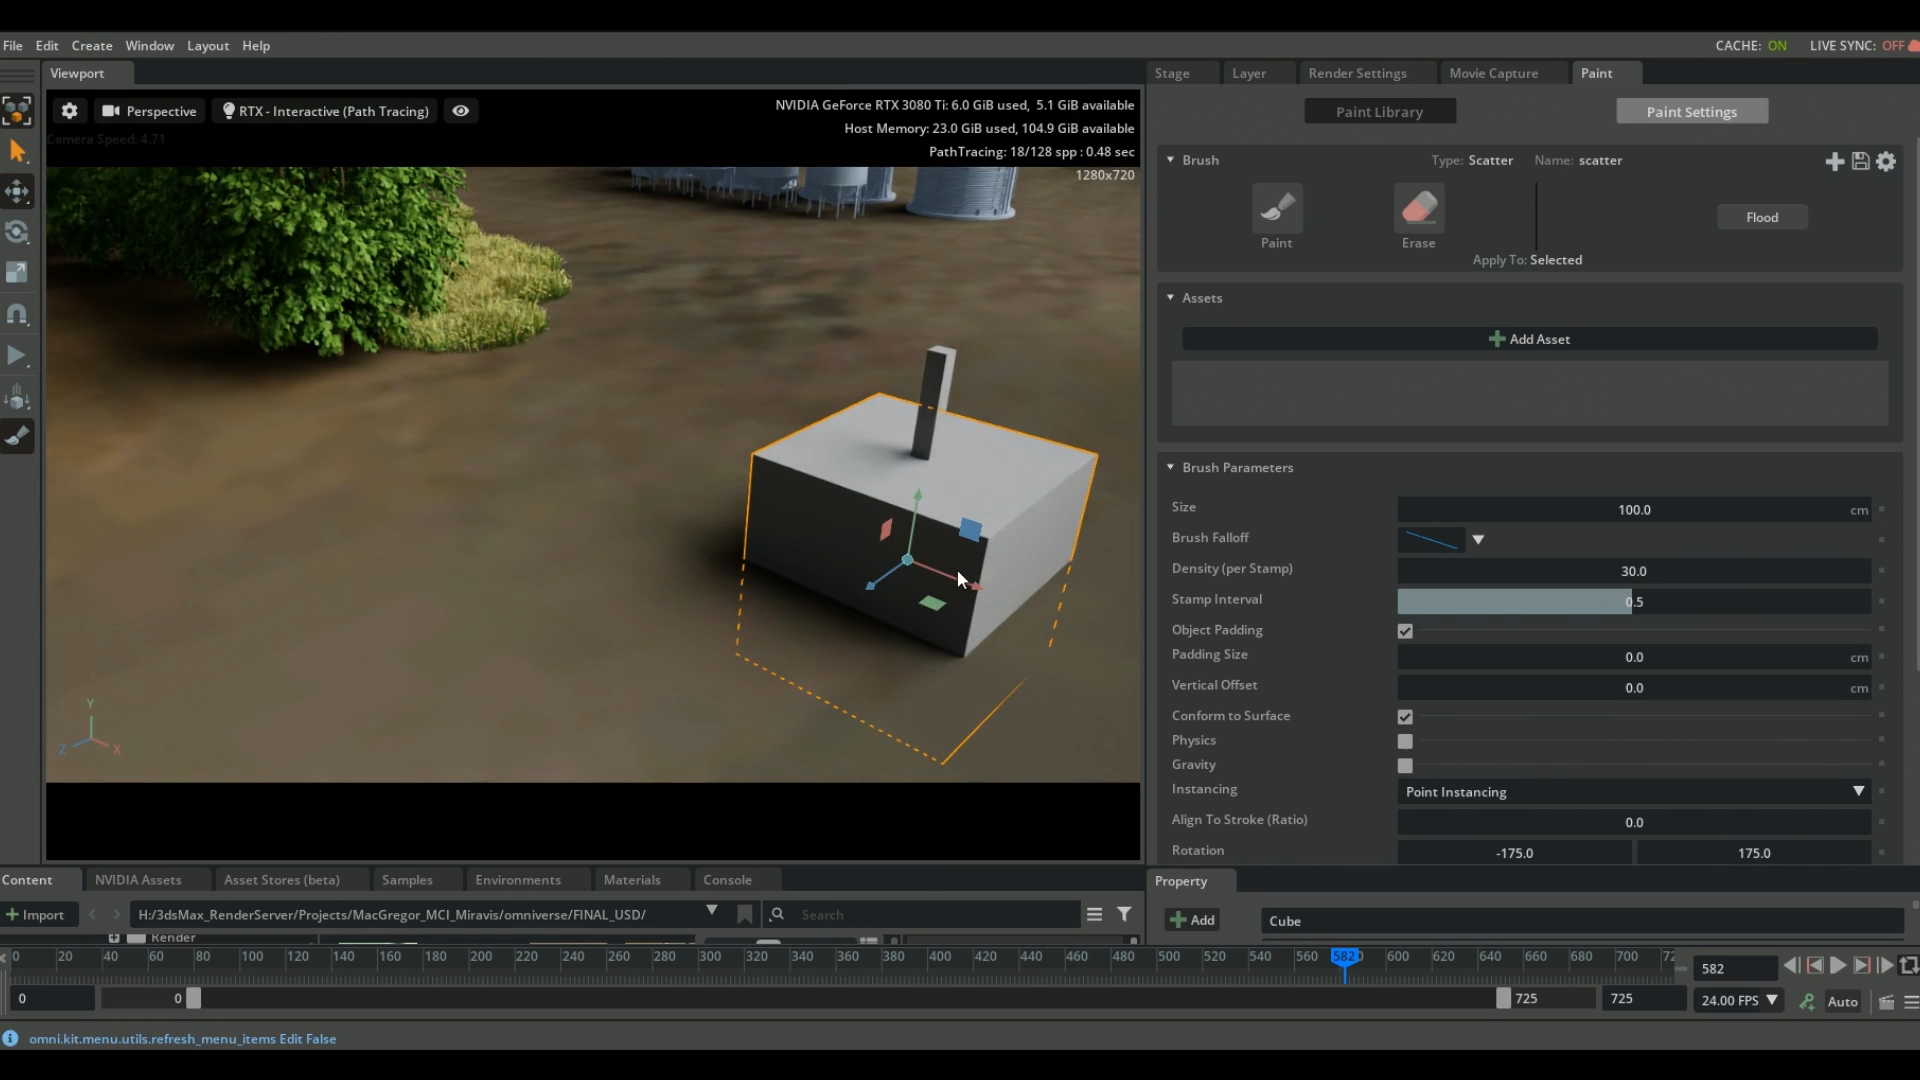 File Edit Create Window Layout Help
CACHE: ON LIVE SYNC: OFF
Viewport
Stage Layer Render Settings Movie Capture Paint
Perspective RTX - Interactive (Path Tracing)
NVIDIA GeForce RTX 3080 Ti: 6.0 GiB used, 5.1 GiB available
Host Memory: 23.0 GiB used, 104.9 GiB available
PathTracing: 18/128 spp : 0.48 sec
1280x720
Camera Speed: 4.71
Paint Library Paint Settings
Brush Type: Scatter Name: scatter
Paint Erase Flood
Apply To: Selected
Assets
Add Asset
Brush Parameters
Size 100.0 cm
Brush Falloff
Density (per Stamp) 30.0
Stamp Interval 0.5
Object Padding
Padding Size 0.0 cm
Vertical Offset 0.0 cm
Conform to Surface
Physics
Gravity
Instancing Point Instancing
Align To Stroke (Ratio) 0.0
Rotation -175.0 175.0
Y
Z X
Content NVIDIA Assets Asset Stores (beta) Samples Environments Materials Console
Import H:/3dsMax_RenderServer/Projects/MacGregor_MCI_Miravis/omniverse/FINAL_USD/ Search
Render
Property
Add Cube
0 20 40 60 80 100 120 140 160 180 200 220 240 260 280 300 320 340 360 380 400 420 440 460 480 500 520 540 560 582 600 620 640 660 680 700
582
0 0 725 725 24.00 FPS Auto
omni.kit.menu.utils.refresh_menu_items Edit False